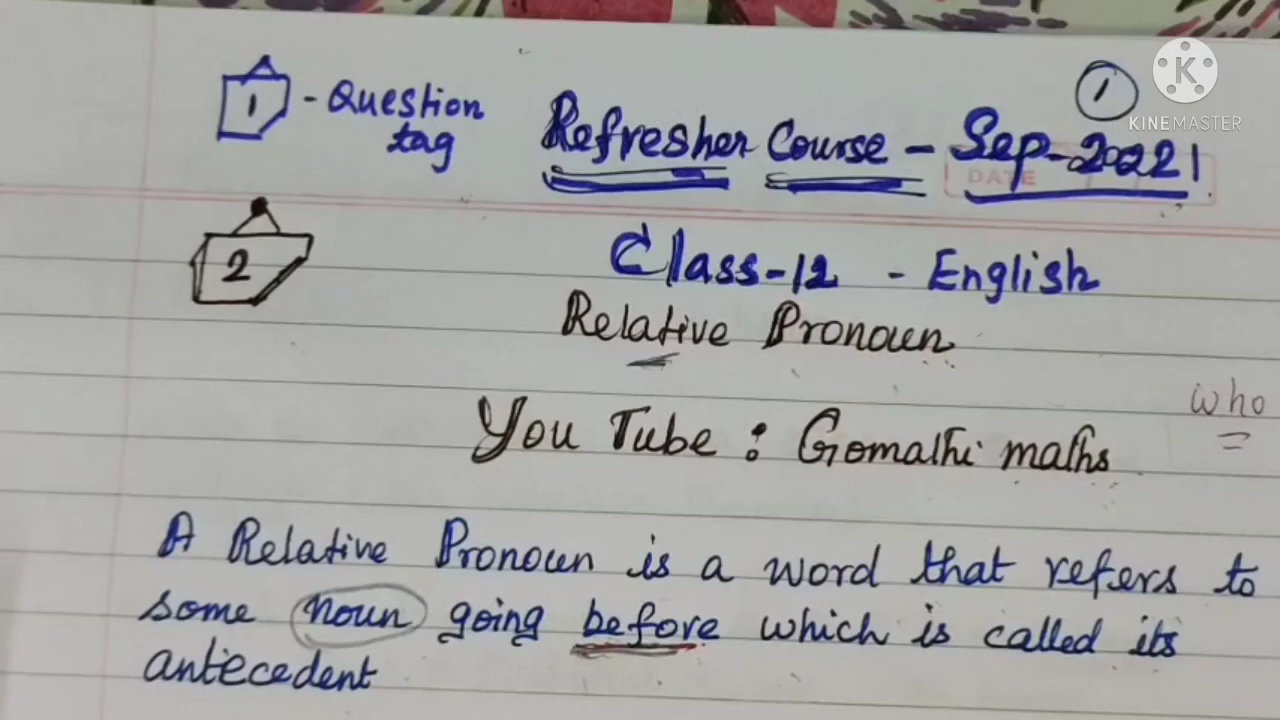 1 - Question tag
Refresher Course - Sep-2021
1
K
KINEMASTER
DATE
2
Class-12 - English
Relative Pronoun
who
You Tube : Gomathi maths
A Relative Pronoun is a word that refers to
some noun going before which is called its
antecedent